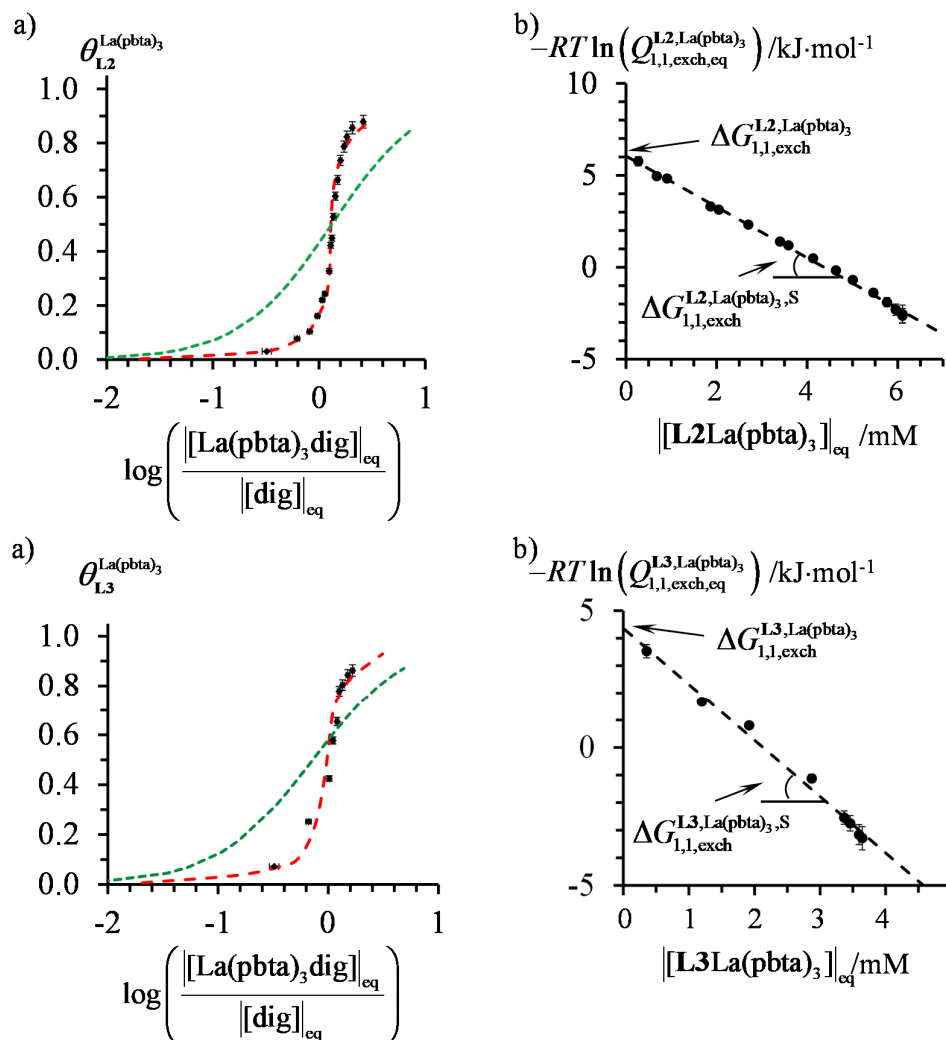 a)
θ_L2^La(pbta)₃
1.0
0.8
0.6
0.4
0.2
0.0
-2 -1 0 1
log( |[La(pbta)₃dig]|_eq / |[dig]|_eq )
b)
−RT ln(Q_1,1,exch,eq^L2,La(pbta)₃) /kJ·mol⁻¹
10
5
0
-5
ΔG_1,1,exch^L2,La(pbta)₃
ΔG_1,1,exch^L2,La(pbta)₃,S
0 2 4 6
|[L2La(pbta)₃]|_eq /mM
a)
θ_L3^La(pbta)₃
1.0
0.8
0.6
0.4
0.2
0.0
-2 -1 0 1
log( |[La(pbta)₃dig]|_eq / |[dig]|_eq )
b)
−RT ln(Q_1,1,exch,eq^L3,La(pbta)₃) /kJ·mol⁻¹
5
0
-5
ΔG_1,1,exch^L3,La(pbta)₃
ΔG_1,1,exch^L3,La(pbta)₃,S
0 1 2 3 4
|[L3La(pbta)₃]|_eq/mM